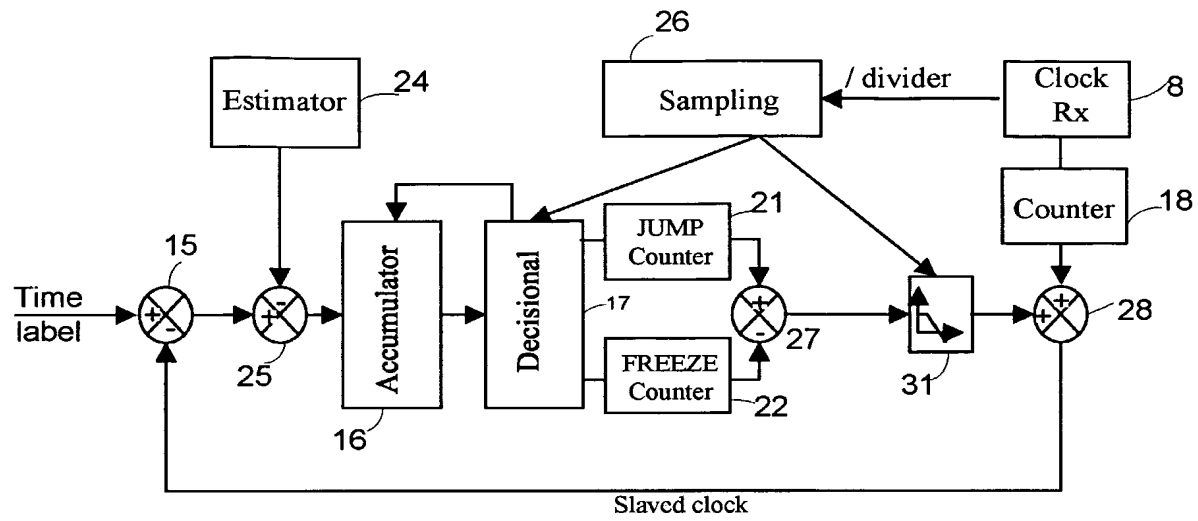 26
Estimator
24
/ divider
Sampling
Clock
Rx
8
Counter
18
21
JUMP
Counter
15
Accumulator
Decisional
17
Time
label
+
-
-
+
+
-
+
+
25
27
28
FREEZE
Counter
22
31
16
Slaved clock